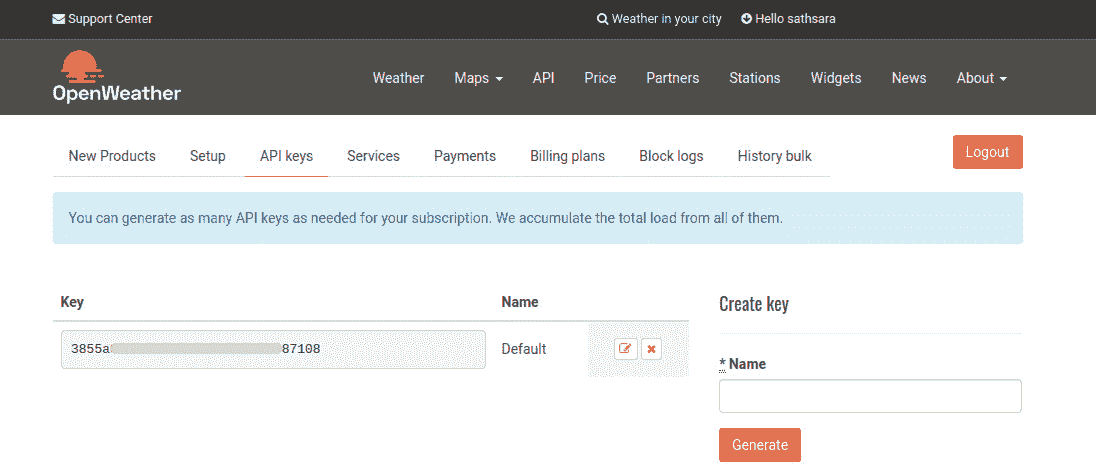 Support Center
Weather in your city Hello sathsara
OpenWeather
Weather Maps API Price Partners Stations Widgets News About
New Products Setup API keys Services Payments Billing plans Block logs History bulk
Logout
You can generate as many API keys as needed for your subscription. We accumulate the total load from all of them.
Key Name
3855a 87108 Default
Create key
* Name
Generate